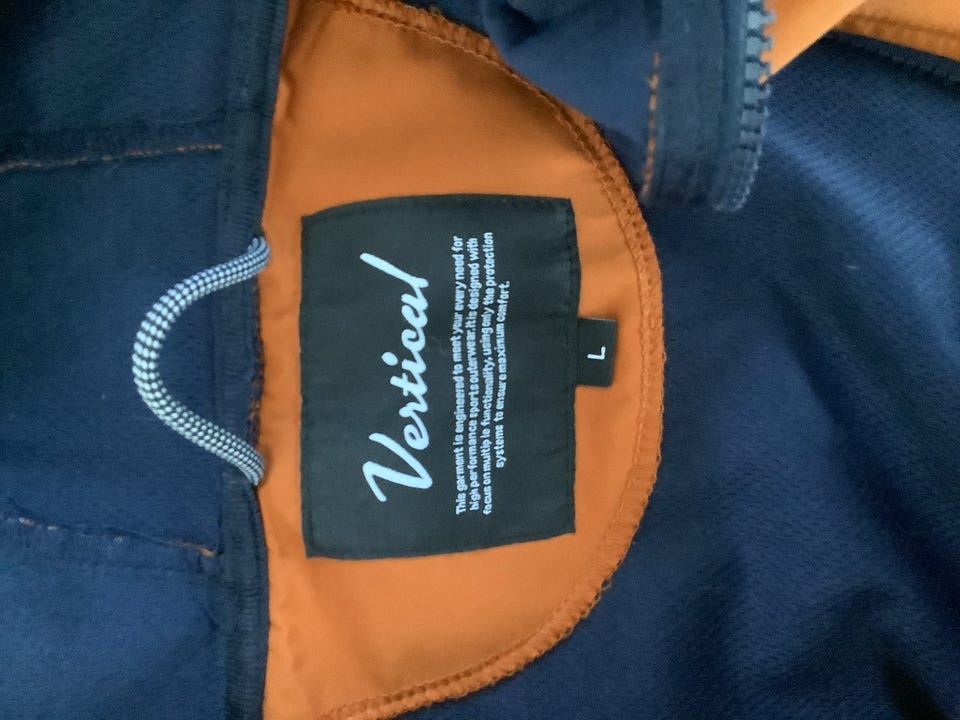 Vertical
This garment is engineered to meet your every need for
high performance sports outerwear.It is designed with
focus on multiple functionality, using only the protection
systems to ensure maximum comfort.
L